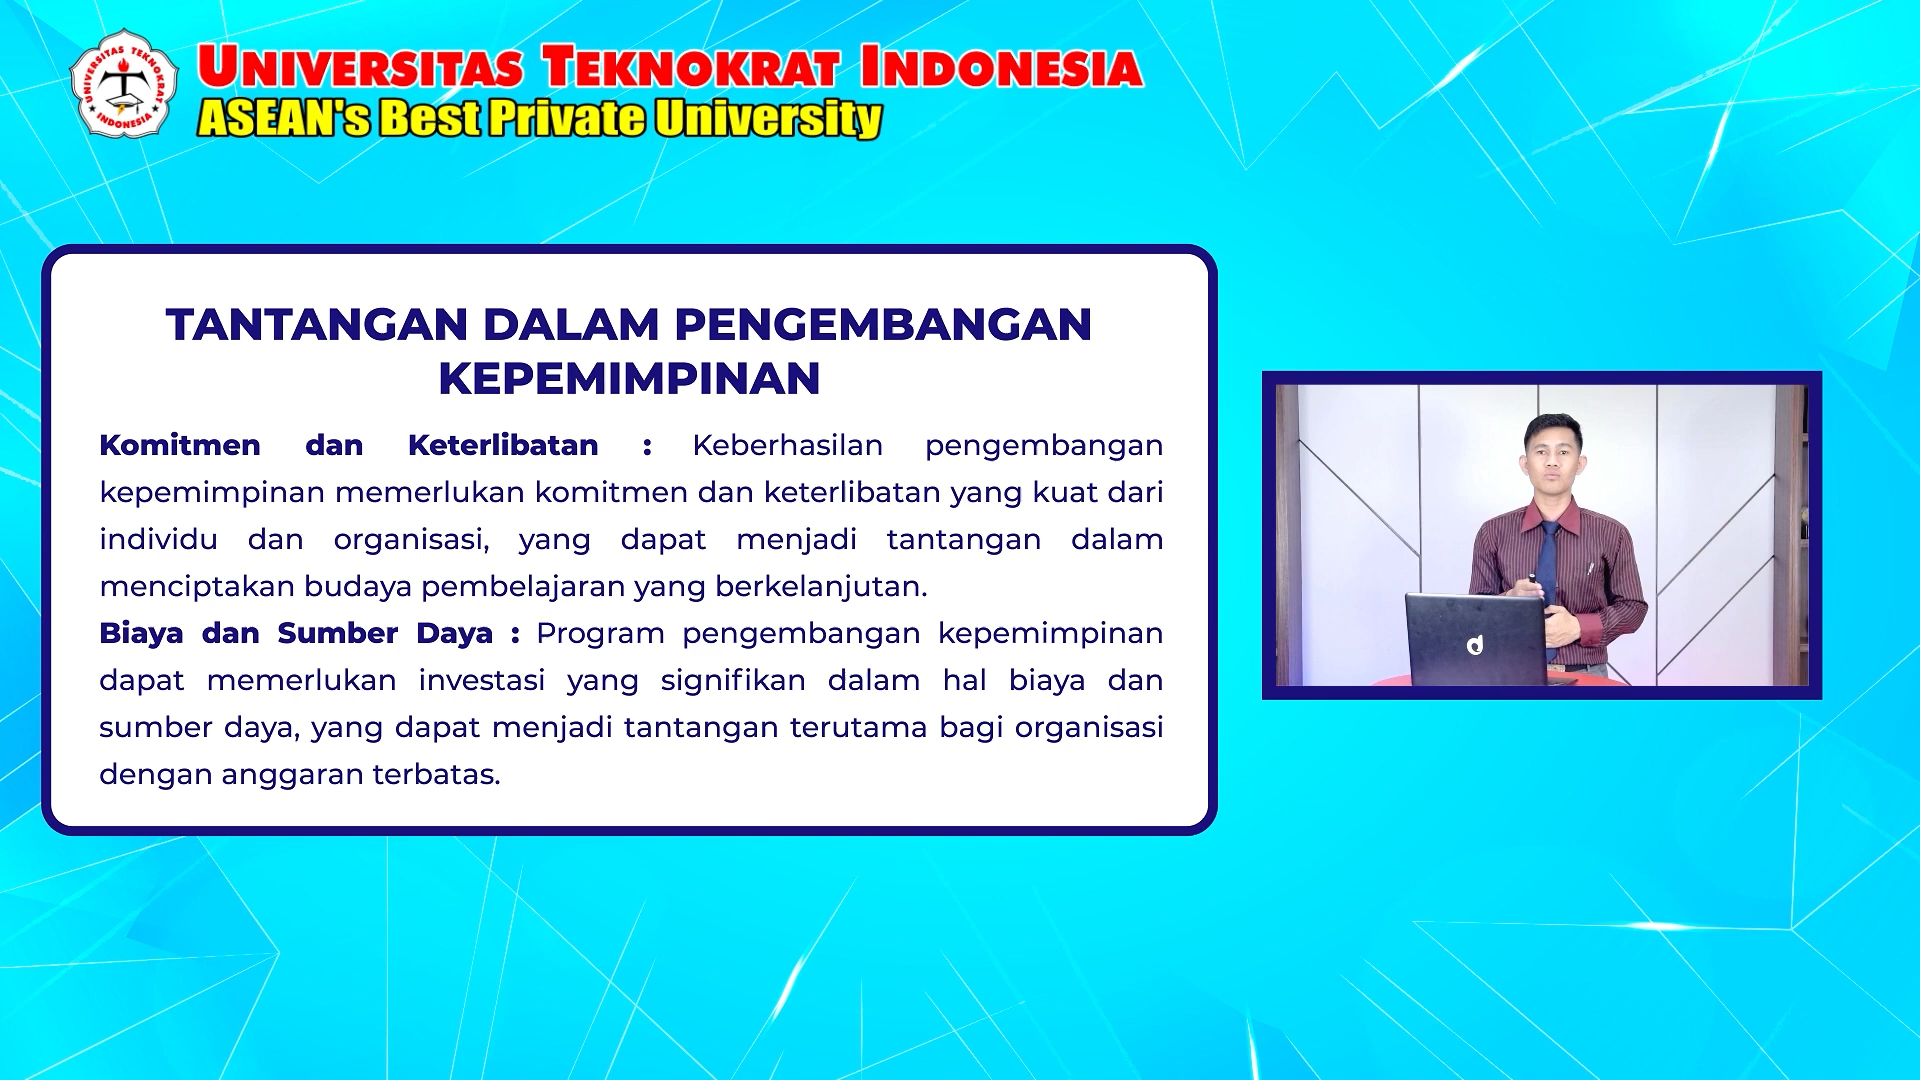 UNIVERSITAS TEKNOKRAT
INDONESIA
UNIVERSITAS TEKNOKRAT INDONESIA
ASEAN's Best Private University
TANTANGAN DALAM PENGEMBANGAN
KEPEMIMPINAN
Komitmen dan Keterlibatan : Keberhasilan pengembangan
kepemimpinan memerlukan komitmen dan keterlibatan yang kuat dari
individu dan organisasi, yang dapat menjadi tantangan dalam
menciptakan budaya pembelajaran yang berkelanjutan.
Biaya dan Sumber Daya : Program pengembangan kepemimpinan
dapat memerlukan investasi yang signifikan dalam hal biaya dan
sumber daya, yang dapat menjadi tantangan terutama bagi organisasi
dengan anggaran terbatas.